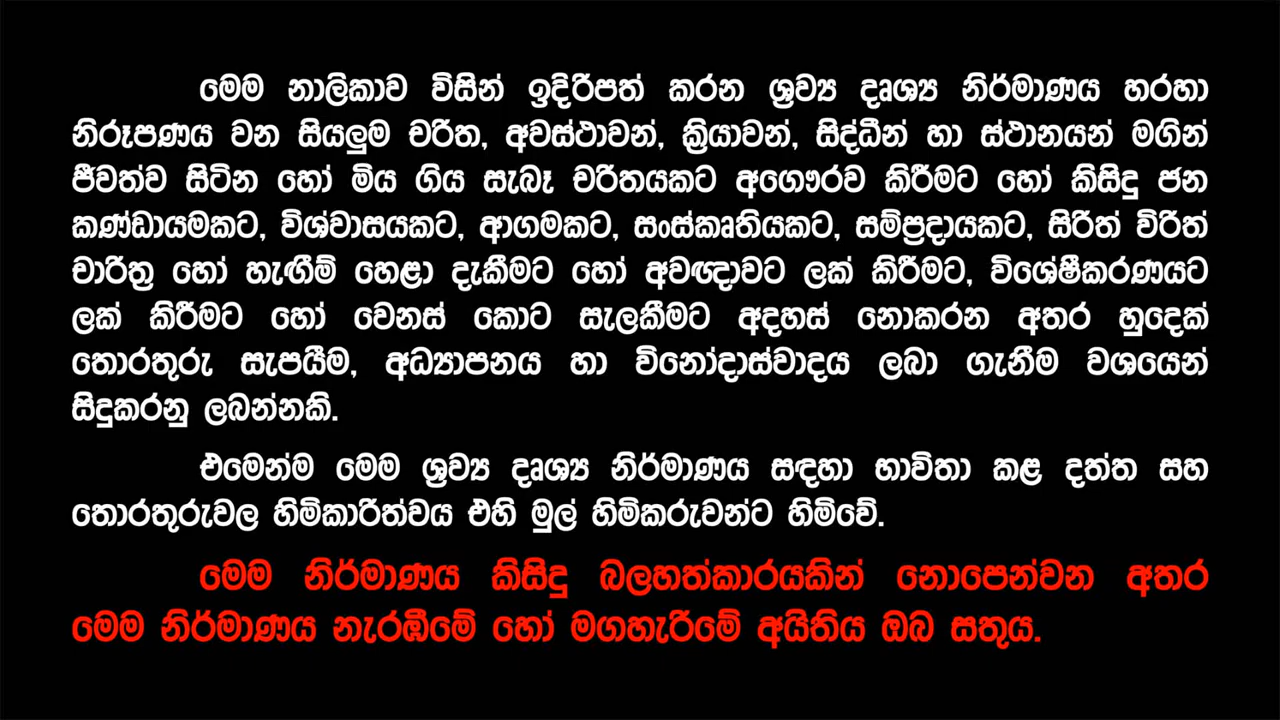 මෙම නාලිකාව විසින් ඉදිරිපත් කරන ශ්‍රව්‍ය දෘශ්‍ය නිර්මාණය හරහා
නිරූපණය වන සියලුම චරිත, අවස්ථාවන්, ක්‍රියාවන්, සිද්ධීන් හා ස්ථානයන් මගින්
ජීවත්ව සිටින හෝ මිය ගිය සැබෑ චරිතයකට අගෞරව කිරීමට හෝ කිසිදු ජන
කණ්ඩායමකට, විශ්වාසයකට, ආගමකට, සංස්කෘතියකට, සම්ප්‍රදායකට, සිරිත් විරිත්
චාරිත්‍ර හෝ හැඟීම් හෙළා දැකීමට හෝ අවඥාවට ලක් කිරීමට, විශේෂීකරණයට
ලක් කිරීමට හෝ වෙනස් කොට සැලකීමට අදහස් නොකරන අතර හුදෙක්
තොරතුරු සැපයීම, අධ්‍යාපනය හා විනෝදාස්වාදය ලබා ගැනීම වශයෙන්
සිදුකරනු ලබන්නකි.
එමෙන්ම මෙම ශ්‍රව්‍ය දෘශ්‍ය නිර්මාණය සඳහා භාවිතා කළ දත්ත සහ
තොරතුරුවල හිමිකාරිත්වය එහි මුල් හිමිකරුවන්ට හිමිවේ.
මෙම නිර්මාණය කිසිදු බලහත්කාරයකින් නොපෙන්වන අතර
මෙම නිර්මාණය නැරඹීමේ හෝ මගහැරීමේ අයිතිය ඔබ සතුය.